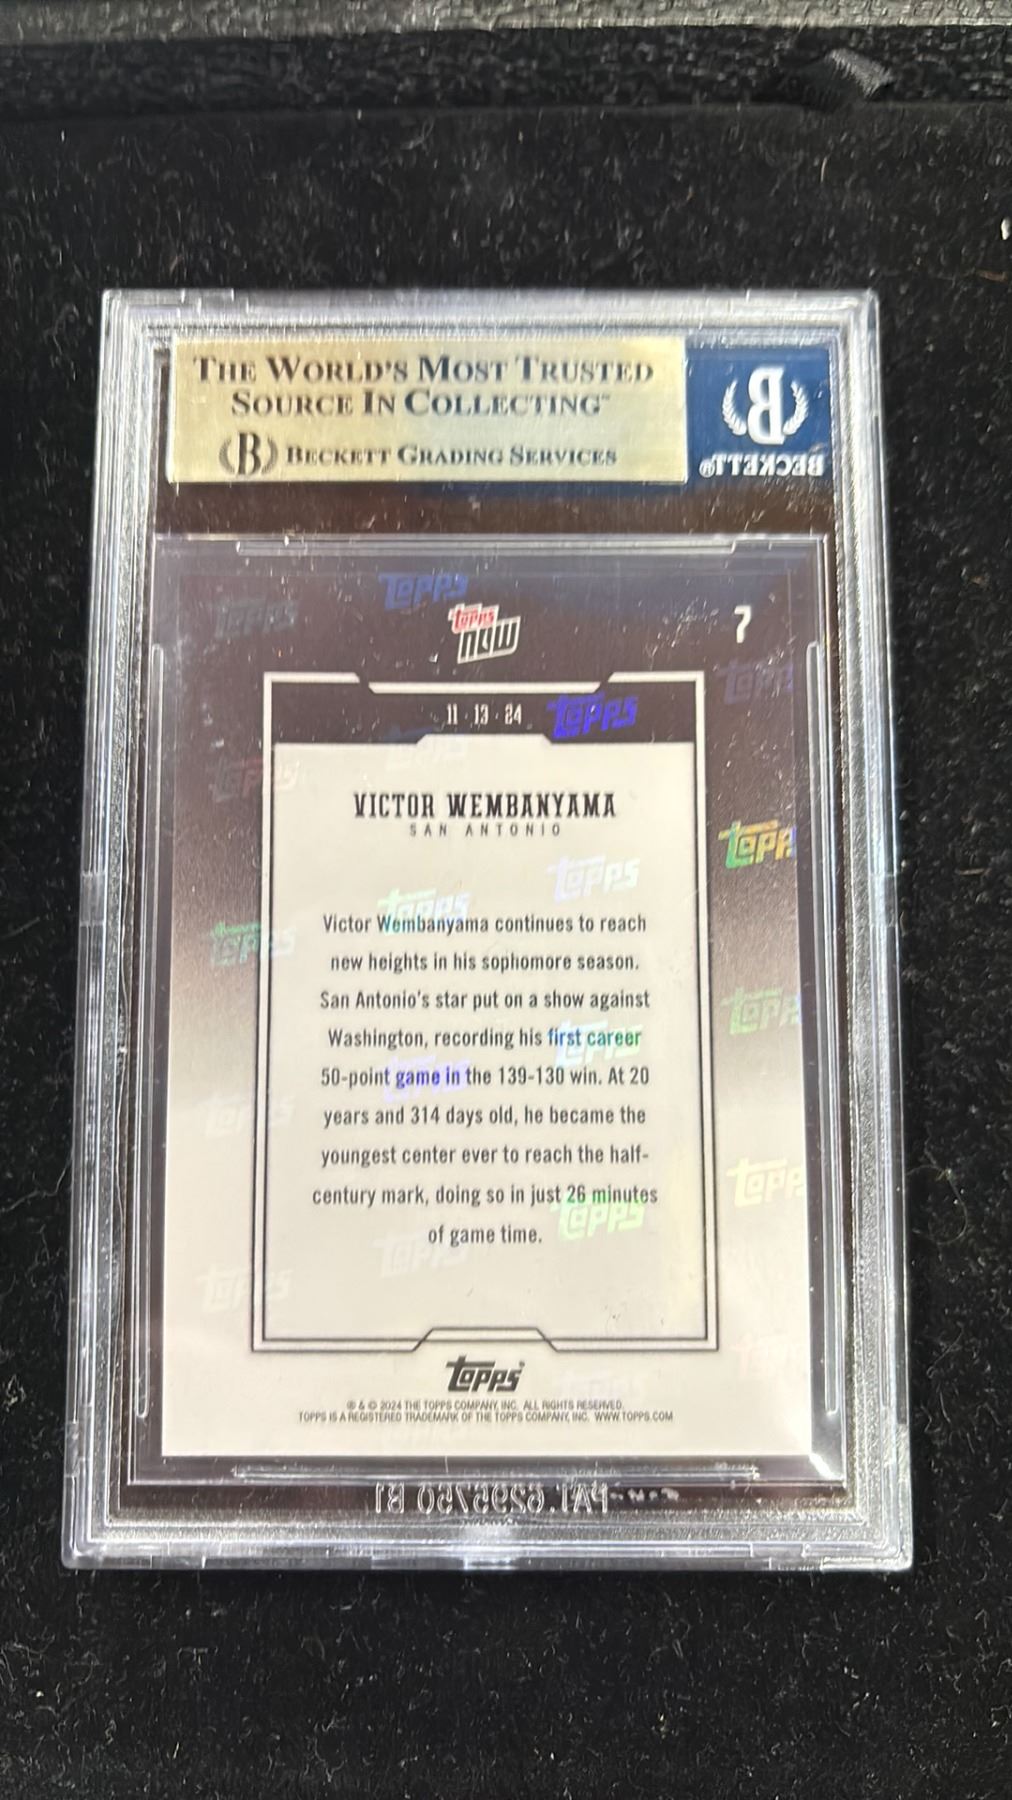 THE WORLD'S MOST TRUSTED
SOURCE IN COLLECTING™
B BECKETT GRADING SERVICES
B
BECKETT®
topps
now
7
11 · 13 · 24
VICTOR WEMBANYAMA
SAN ANTONIO
Victor Wembanyama continues to reach
new heights in his sophomore season.
San Antonio's star put on a show against
Washington, recording his first career
50-point game in the 139-130 win. At 20
years and 314 days old, he became the
youngest center ever to reach the half-
century mark, doing so in just 26 minutes
of game time.
topps
® & © 2024 THE TOPPS COMPANY, INC. ALL RIGHTS RESERVED.
TOPPS IS A REGISTERED TRADEMARK OF THE TOPPS COMPANY, INC. WWW.TOPPS.COM
PAT. 6295750 B1